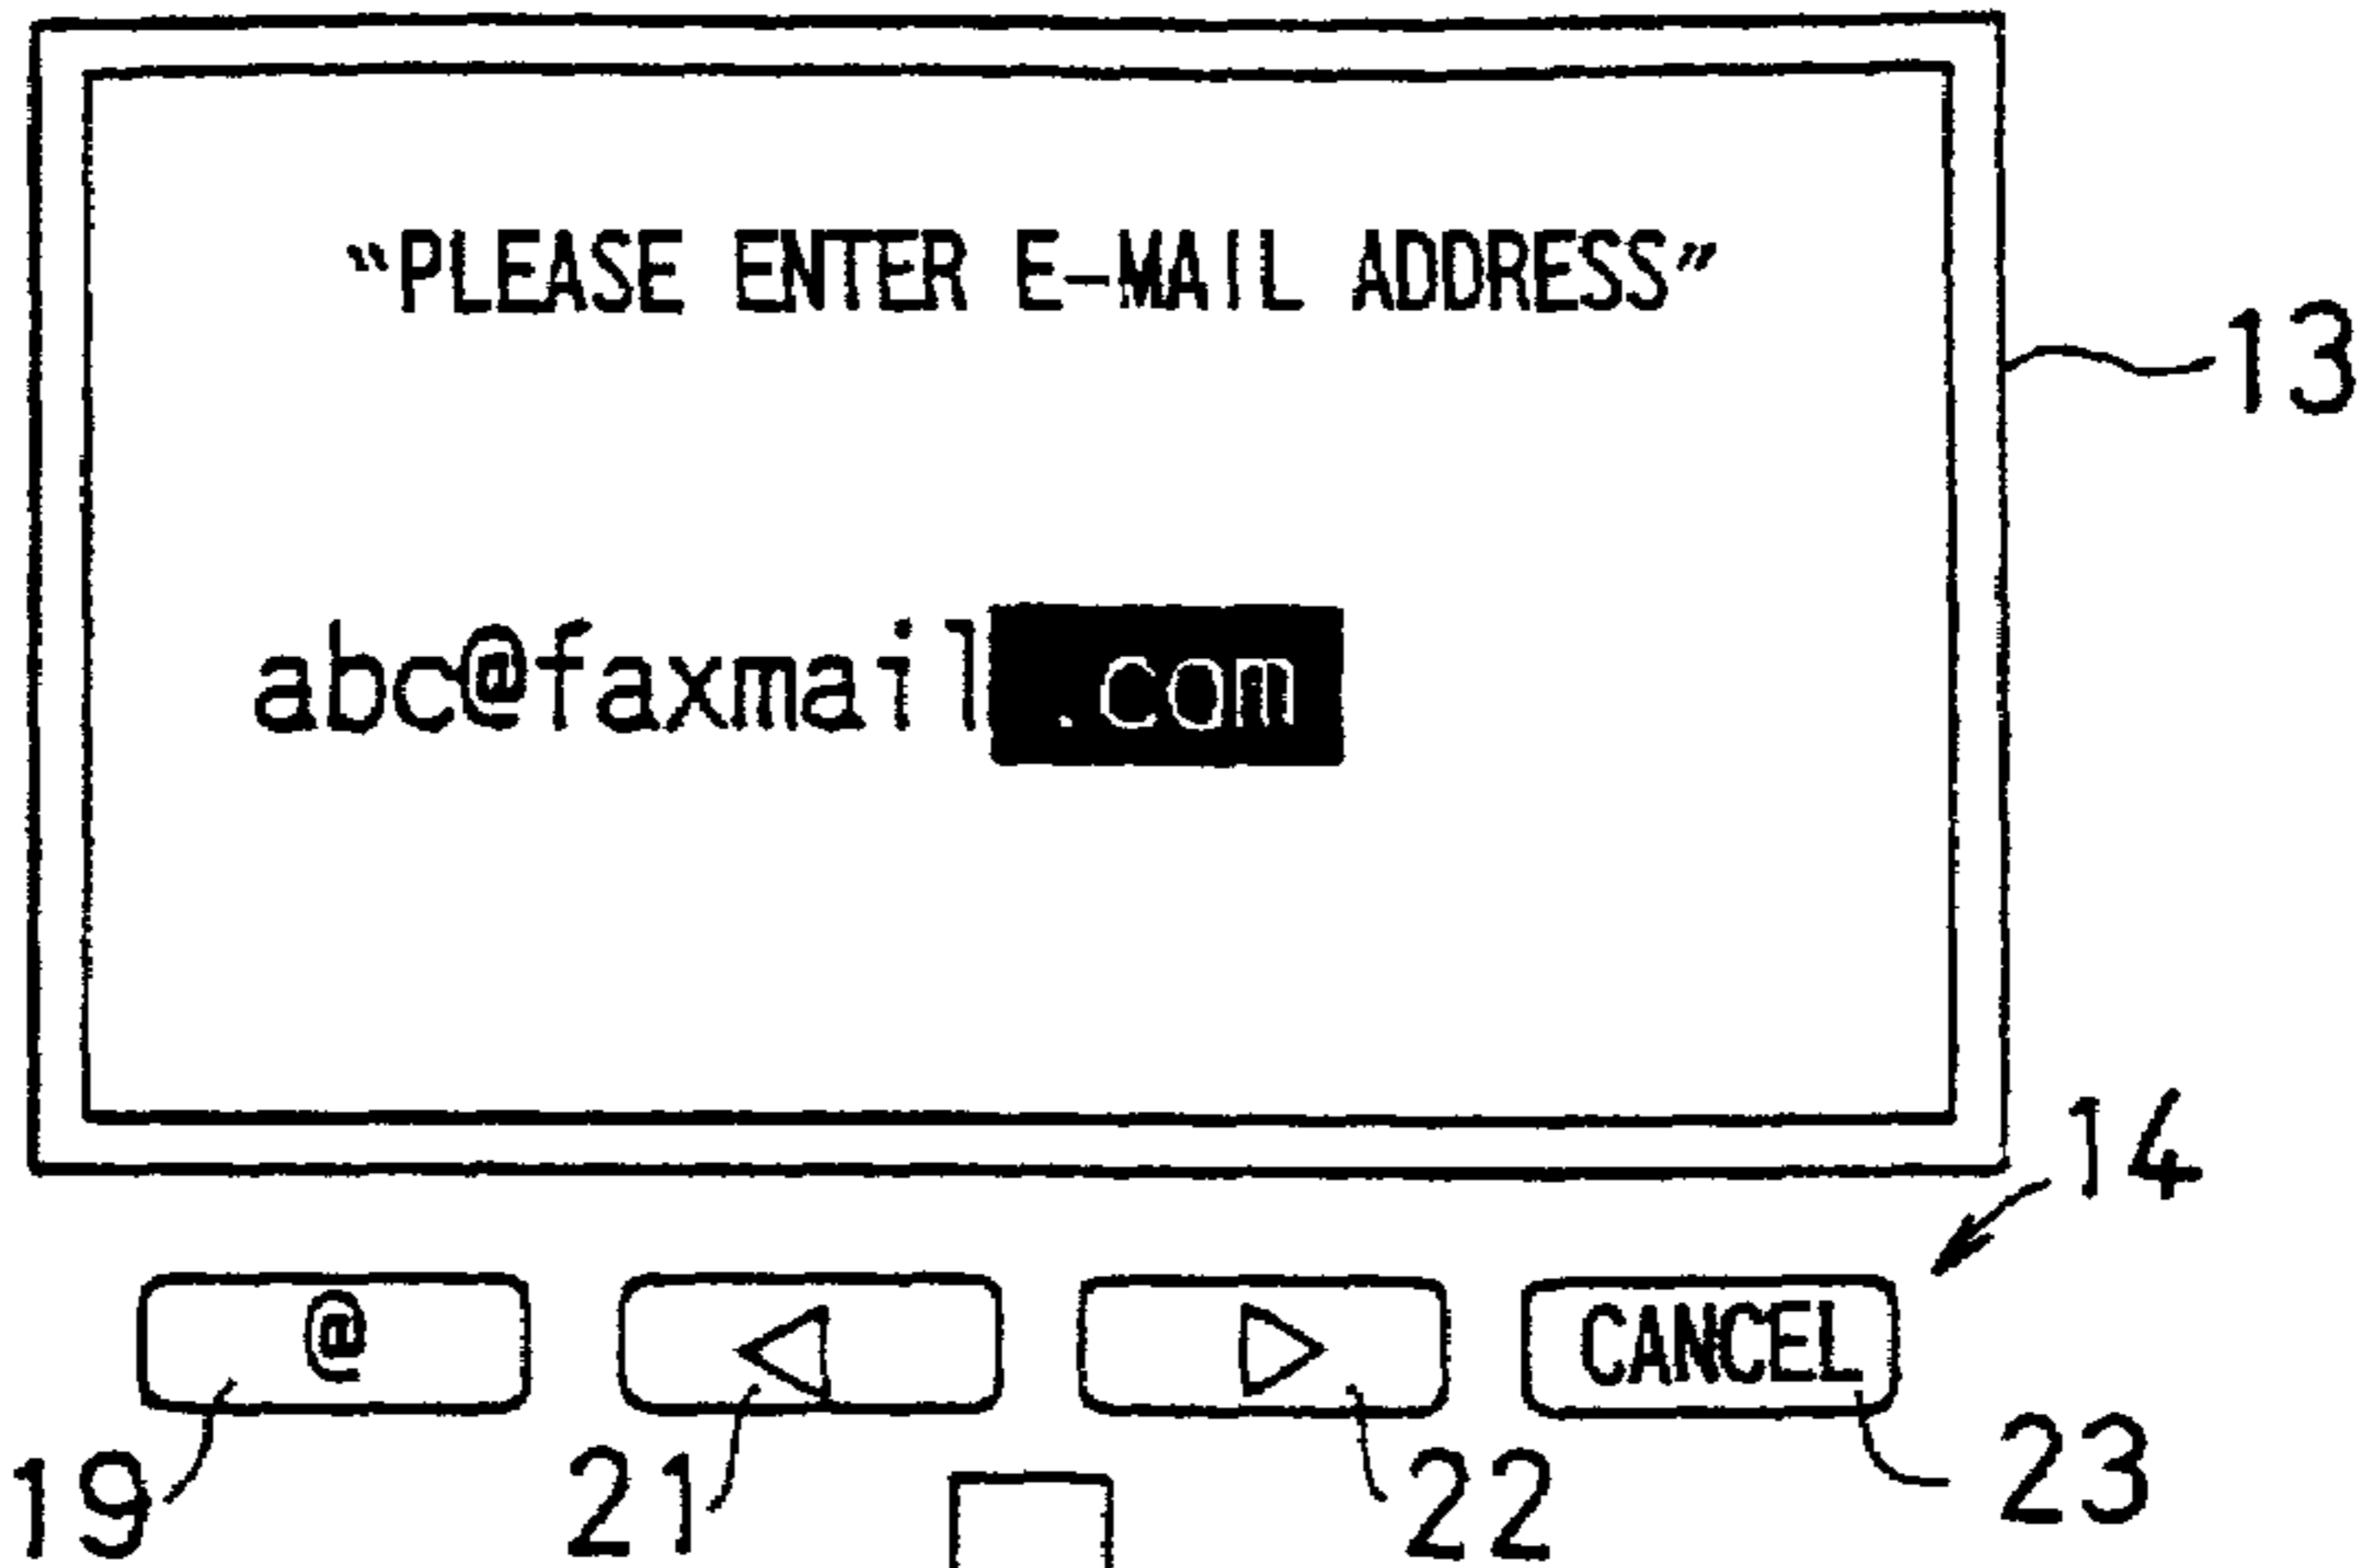 “PLEASE ENTER E-MAIL ADDRESS”
13
abc@faxmail.com
14
@ CANCEL
19 21 22 23